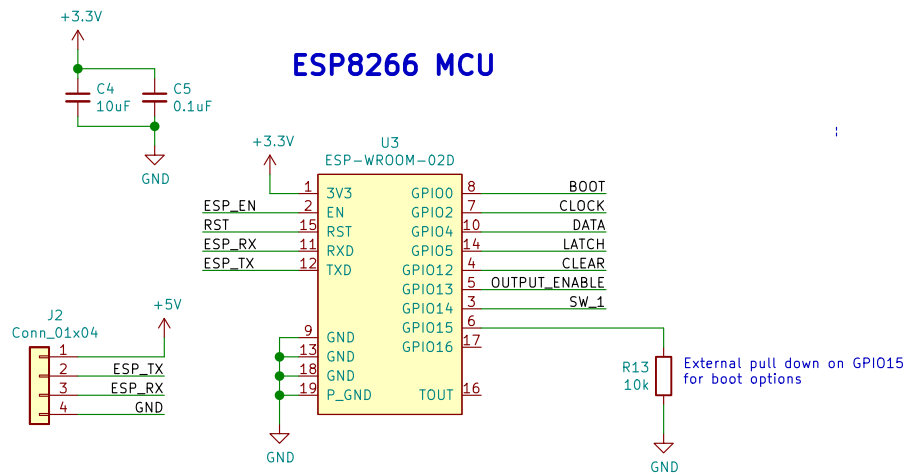 +3.3V
ESP8266 MCU
C4
10uF
C5
0.1uF
GND
+3.3V
U3
ESP-WROOM-02D
1 3V3 GPIO0 8 BOOT
ESP_EN 2 EN GPIO2 7 CLOCK
RST 15 RST GPIO4 10 DATA
ESP_RX 11 RXD GPIO5 14 LATCH
ESP_TX 12 TXD GPIO12 4 CLEAR
GPIO13 5 OUTPUT_ENABLE
GPIO14 3 SW_1
GPIO15 6
9 GND GPIO16 17
13 GND
18 GND
19 P_GND TOUT 16
GND
+5V
J2
Conn_01x04
1
2 ESP_TX
3 ESP_RX
4 GND
R13
10k
External pull down on GPIO15
for boot options
GND